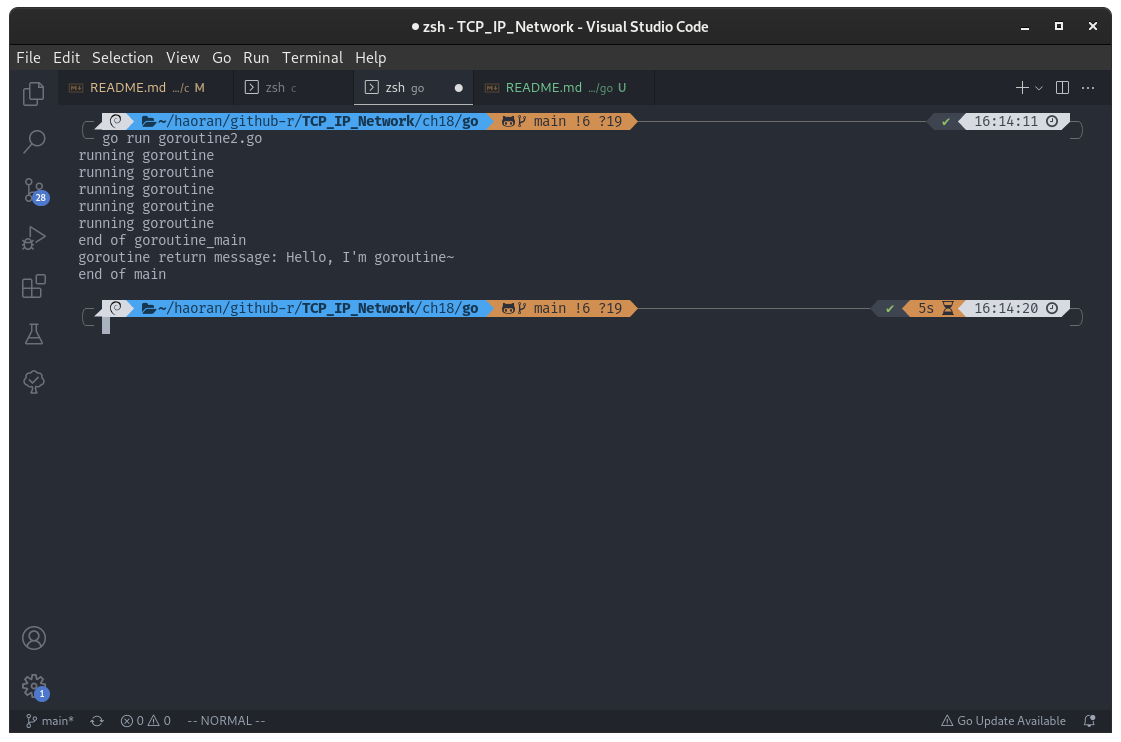 zsh - TCP_IP_Network - Visual Studio Code
File Edit Selection View Go Run Terminal Help
README.md .../c M zsh c zsh go README.md .../go U
~/haoran/github-r/TCP_IP_Network/ch18/go main !6 ?19 ✔ 16:14:11
go run goroutine2.go
running goroutine
running goroutine
running goroutine
running goroutine
running goroutine
end of goroutine_main
goroutine return message: Hello, I'm goroutine~
end of main
~/haoran/github-r/TCP_IP_Network/ch18/go main !6 ?19 ✔ 5s 16:14:20
28
1
main* 0 0 -- NORMAL -- Go Update Available